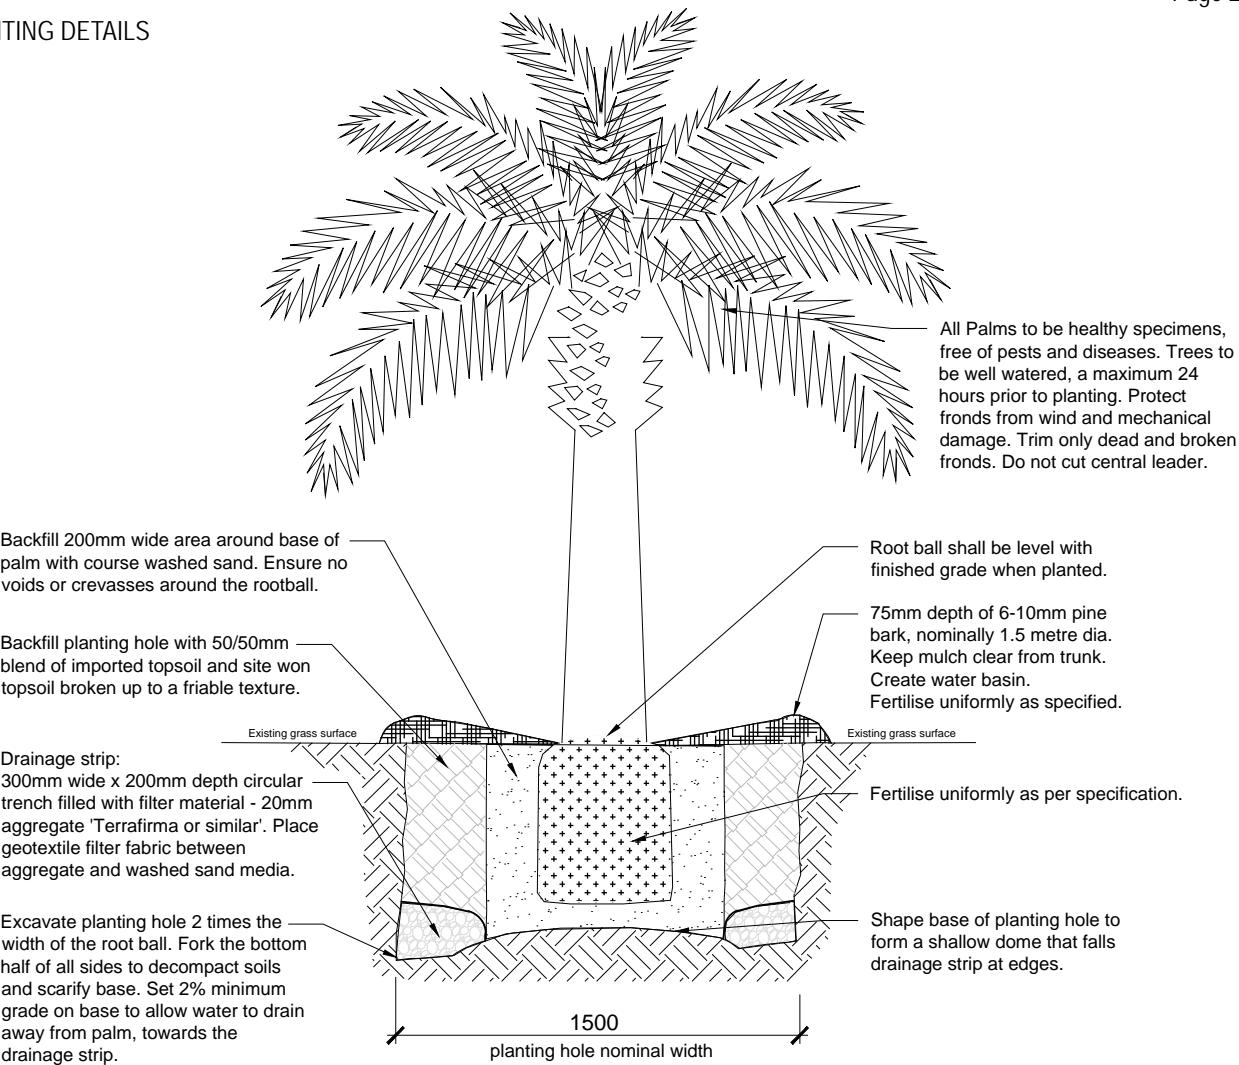 Page 2
NTING DETAILS
All Palms to be healthy specimens,
free of pests and diseases. Trees to
be well watered, a maximum 24
hours prior to planting. Protect
fronds from wind and mechanical
damage. Trim only dead and broken
fronds. Do not cut central leader.
Backfill 200mm wide area around base of
palm with course washed sand. Ensure no
voids or crevasses around the rootball.
Root ball shall be level with
finished grade when planted.
75mm depth of 6-10mm pine
bark, nominally 1.5 metre dia.
Keep mulch clear from trunk.
Create water basin.
Fertilise uniformly as specified.
Backfill planting hole with 50/50mm
blend of imported topsoil and site won
topsoil broken up to a friable texture.
Existing grass surface
Existing grass surface
Drainage strip:
300mm wide x 200mm depth circular
trench filled with filter material - 20mm
aggregate 'Terrafirma or similar'. Place
geotextile filter fabric between
aggregate and washed sand media.
Fertilise uniformly as per specification.
Excavate planting hole 2 times the
width of the root ball. Fork the bottom
half of all sides to decompact soils
and scarify base. Set 2% minimum
grade on base to allow water to drain
away from palm, towards the
drainage strip.
Shape base of planting hole to
form a shallow dome that falls
drainage strip at edges.
1500
planting hole nominal width